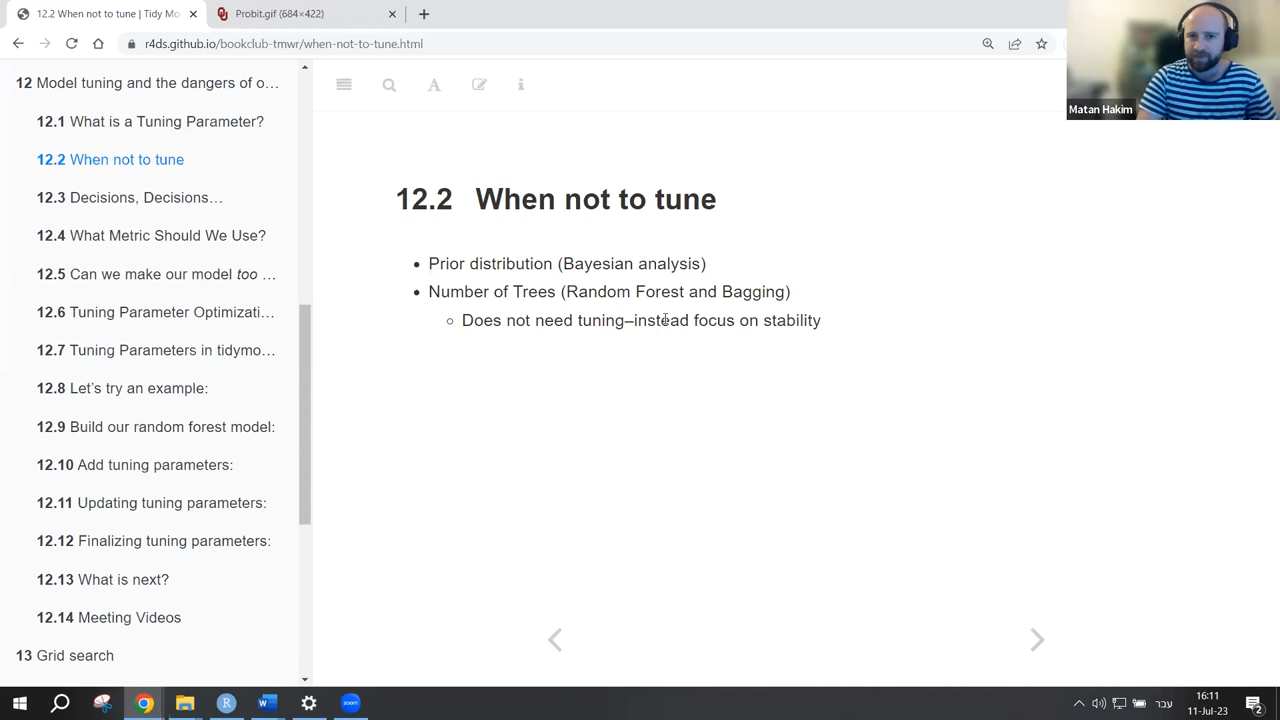 12.2 When not to tune | Tidy Mo
Probit.gif (684×422)
r4ds.github.io/bookclub-tmwr/when-not-to-tune.html
Matan Hakim
12 Model tuning and the dangers of o…
12.1 What is a Tuning Parameter?
12.2 When not to tune
12.3 Decisions, Decisions…
12.4 What Metric Should We Use?
12.5 Can we make our model too …
12.6 Tuning Parameter Optimizati…
12.7 Tuning Parameters in tidymo…
12.8 Let's try an example:
12.9 Build our random forest model:
12.10 Add tuning parameters:
12.11 Updating tuning parameters:
12.12 Finalizing tuning parameters:
12.13 What is next?
12.14 Meeting Videos
13 Grid search
12.2 When not to tune
Prior distribution (Bayesian analysis)
Number of Trees (Random Forest and Bagging)
Does not need tuning–instead focus on stability
zoom
עבר
16:11
11-Jul-23
2